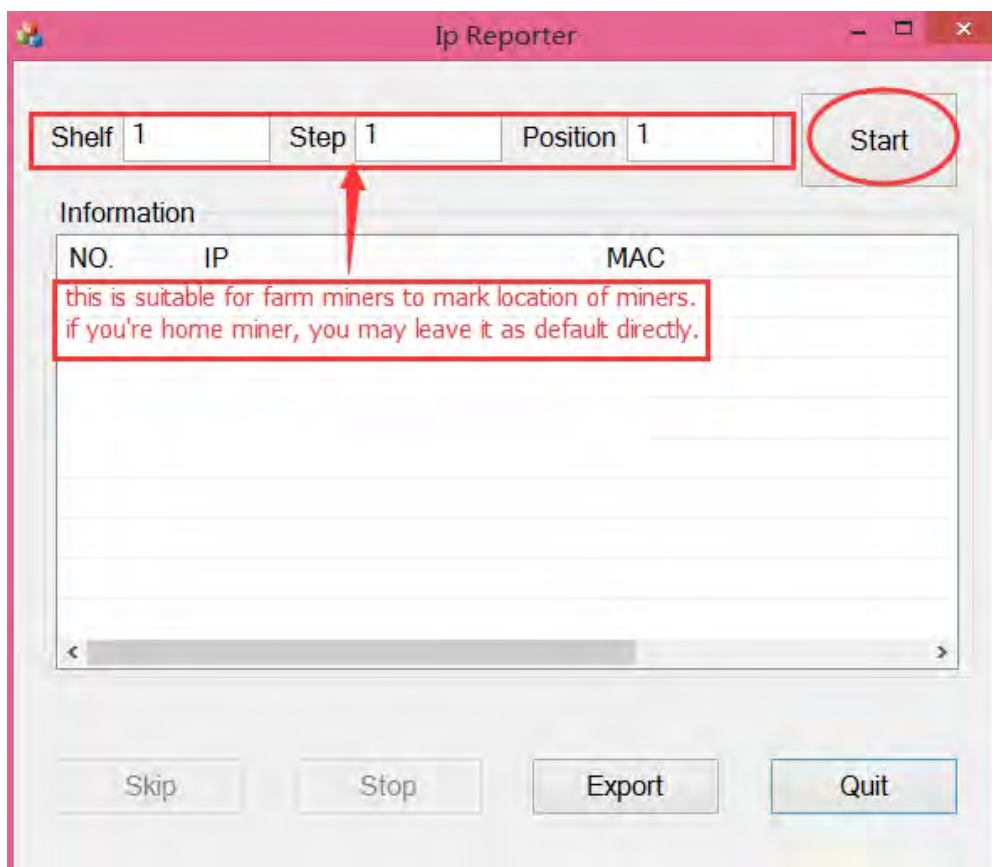 Ip Reporter
Shelf 1 Step 1 Position 1 Start
Information
NO. IP MAC
this is suitable for farm miners to mark location of miners.
if you're home miner, you may leave it as default directly.
Skip Stop Export Quit